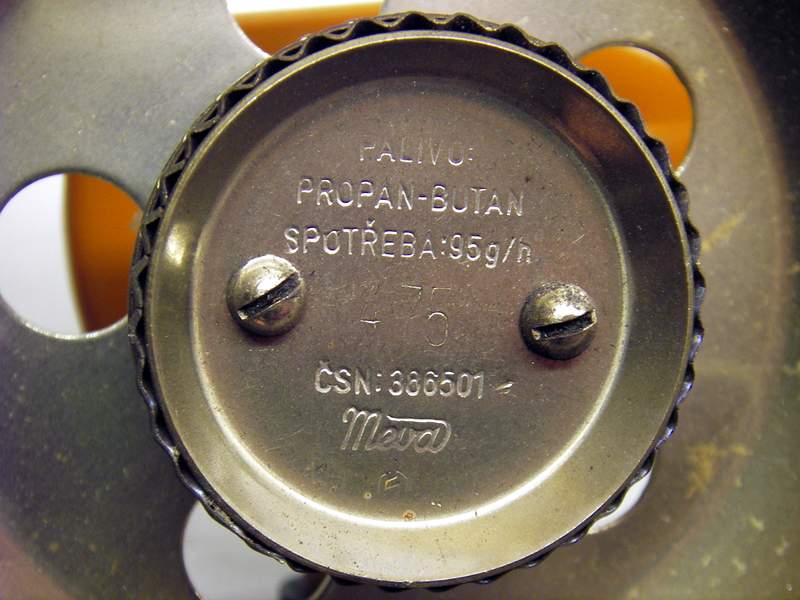 PALIVO:
PROPAN-BUTAN
SPOTŘEBA:95g/h
ČSN:386501
Meva